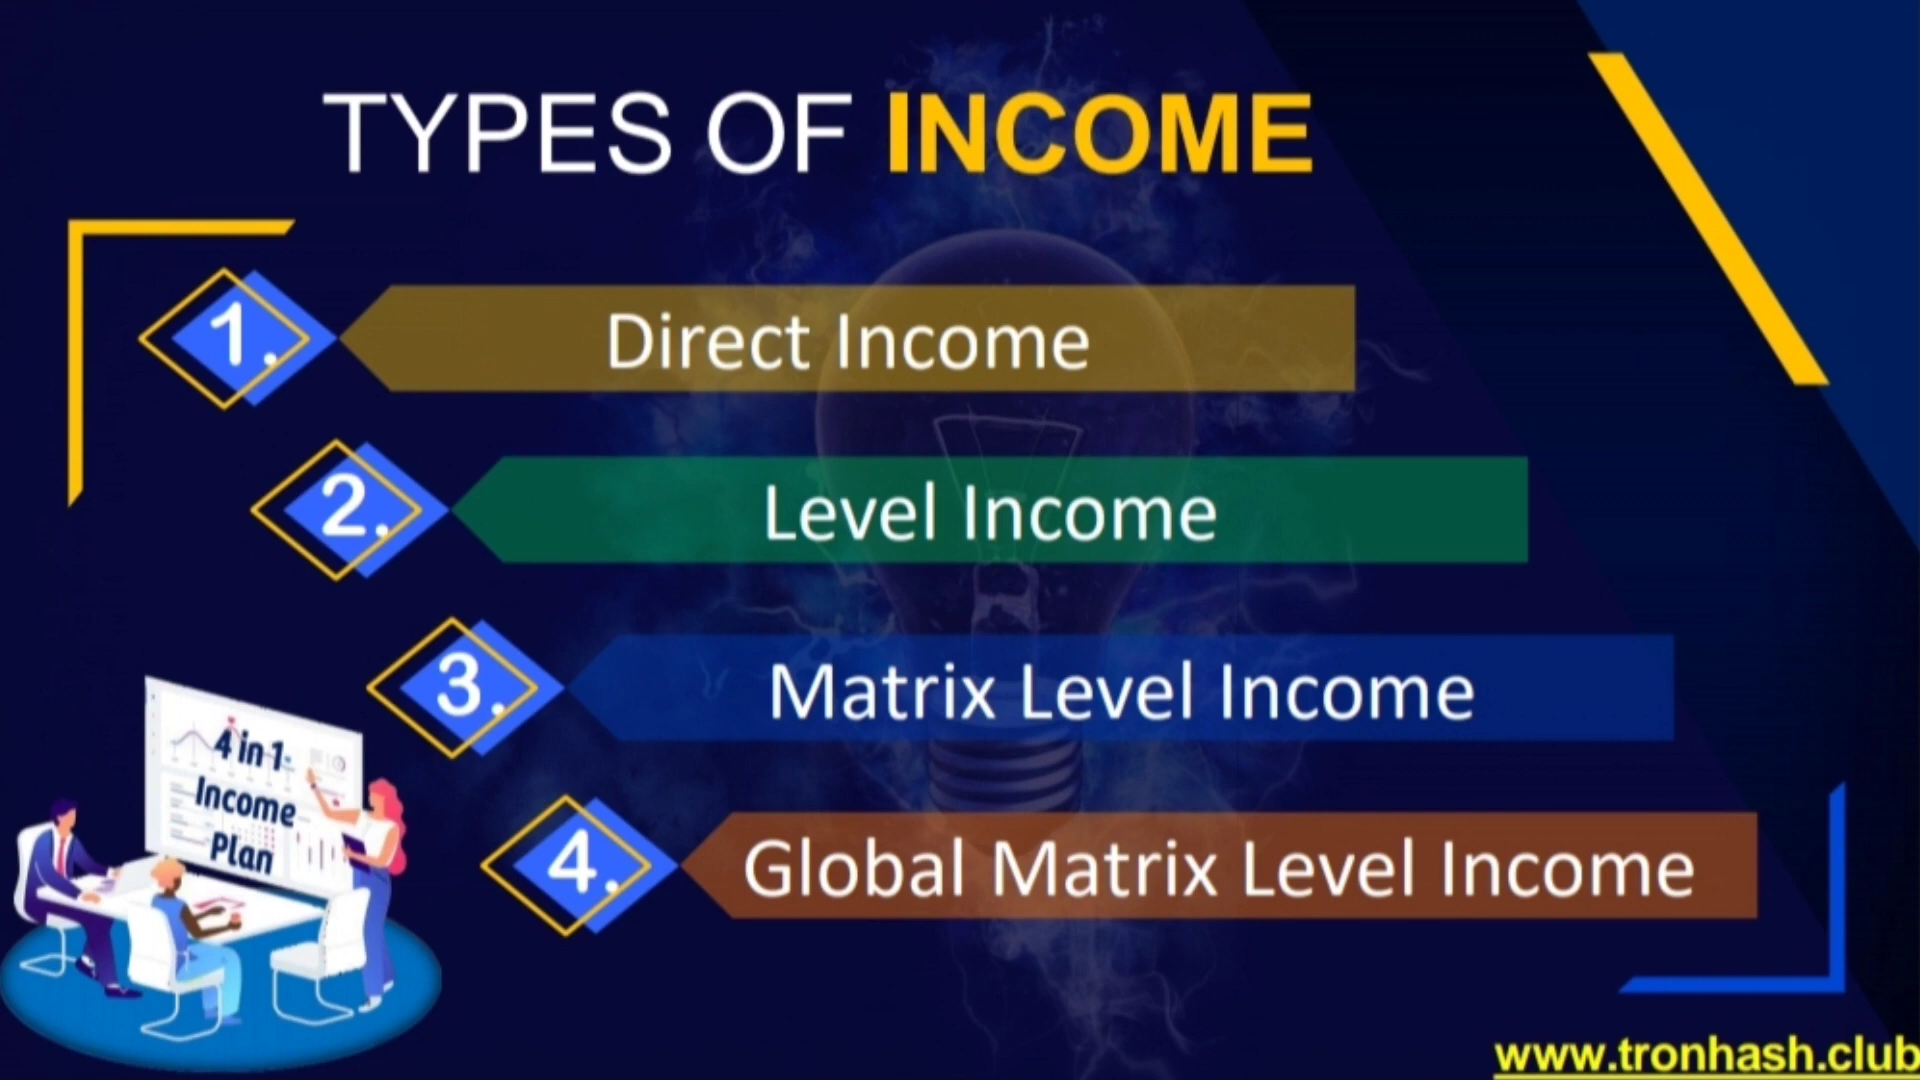 TYPES OF INCOME
1.
Direct Income
2.
Level Income
3.
Matrix Level Income
4.
Global Matrix Level Income
4 in 1
Income
Plan
www.tronhash.club